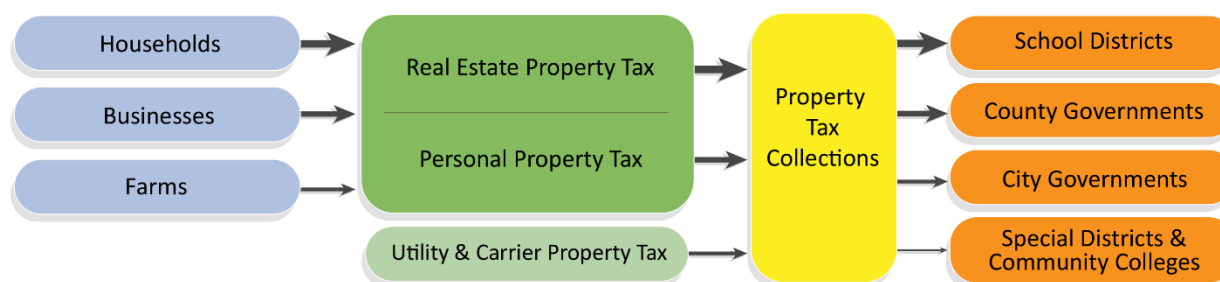 Households
Businesses
Farms
Real Estate Property Tax
Personal Property Tax
Utility & Carrier Property Tax
Property
Tax
Collections
School Districts
County Governments
City Governments
Special Districts &
Community Colleges